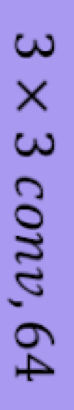 3 × 3 conv, 64